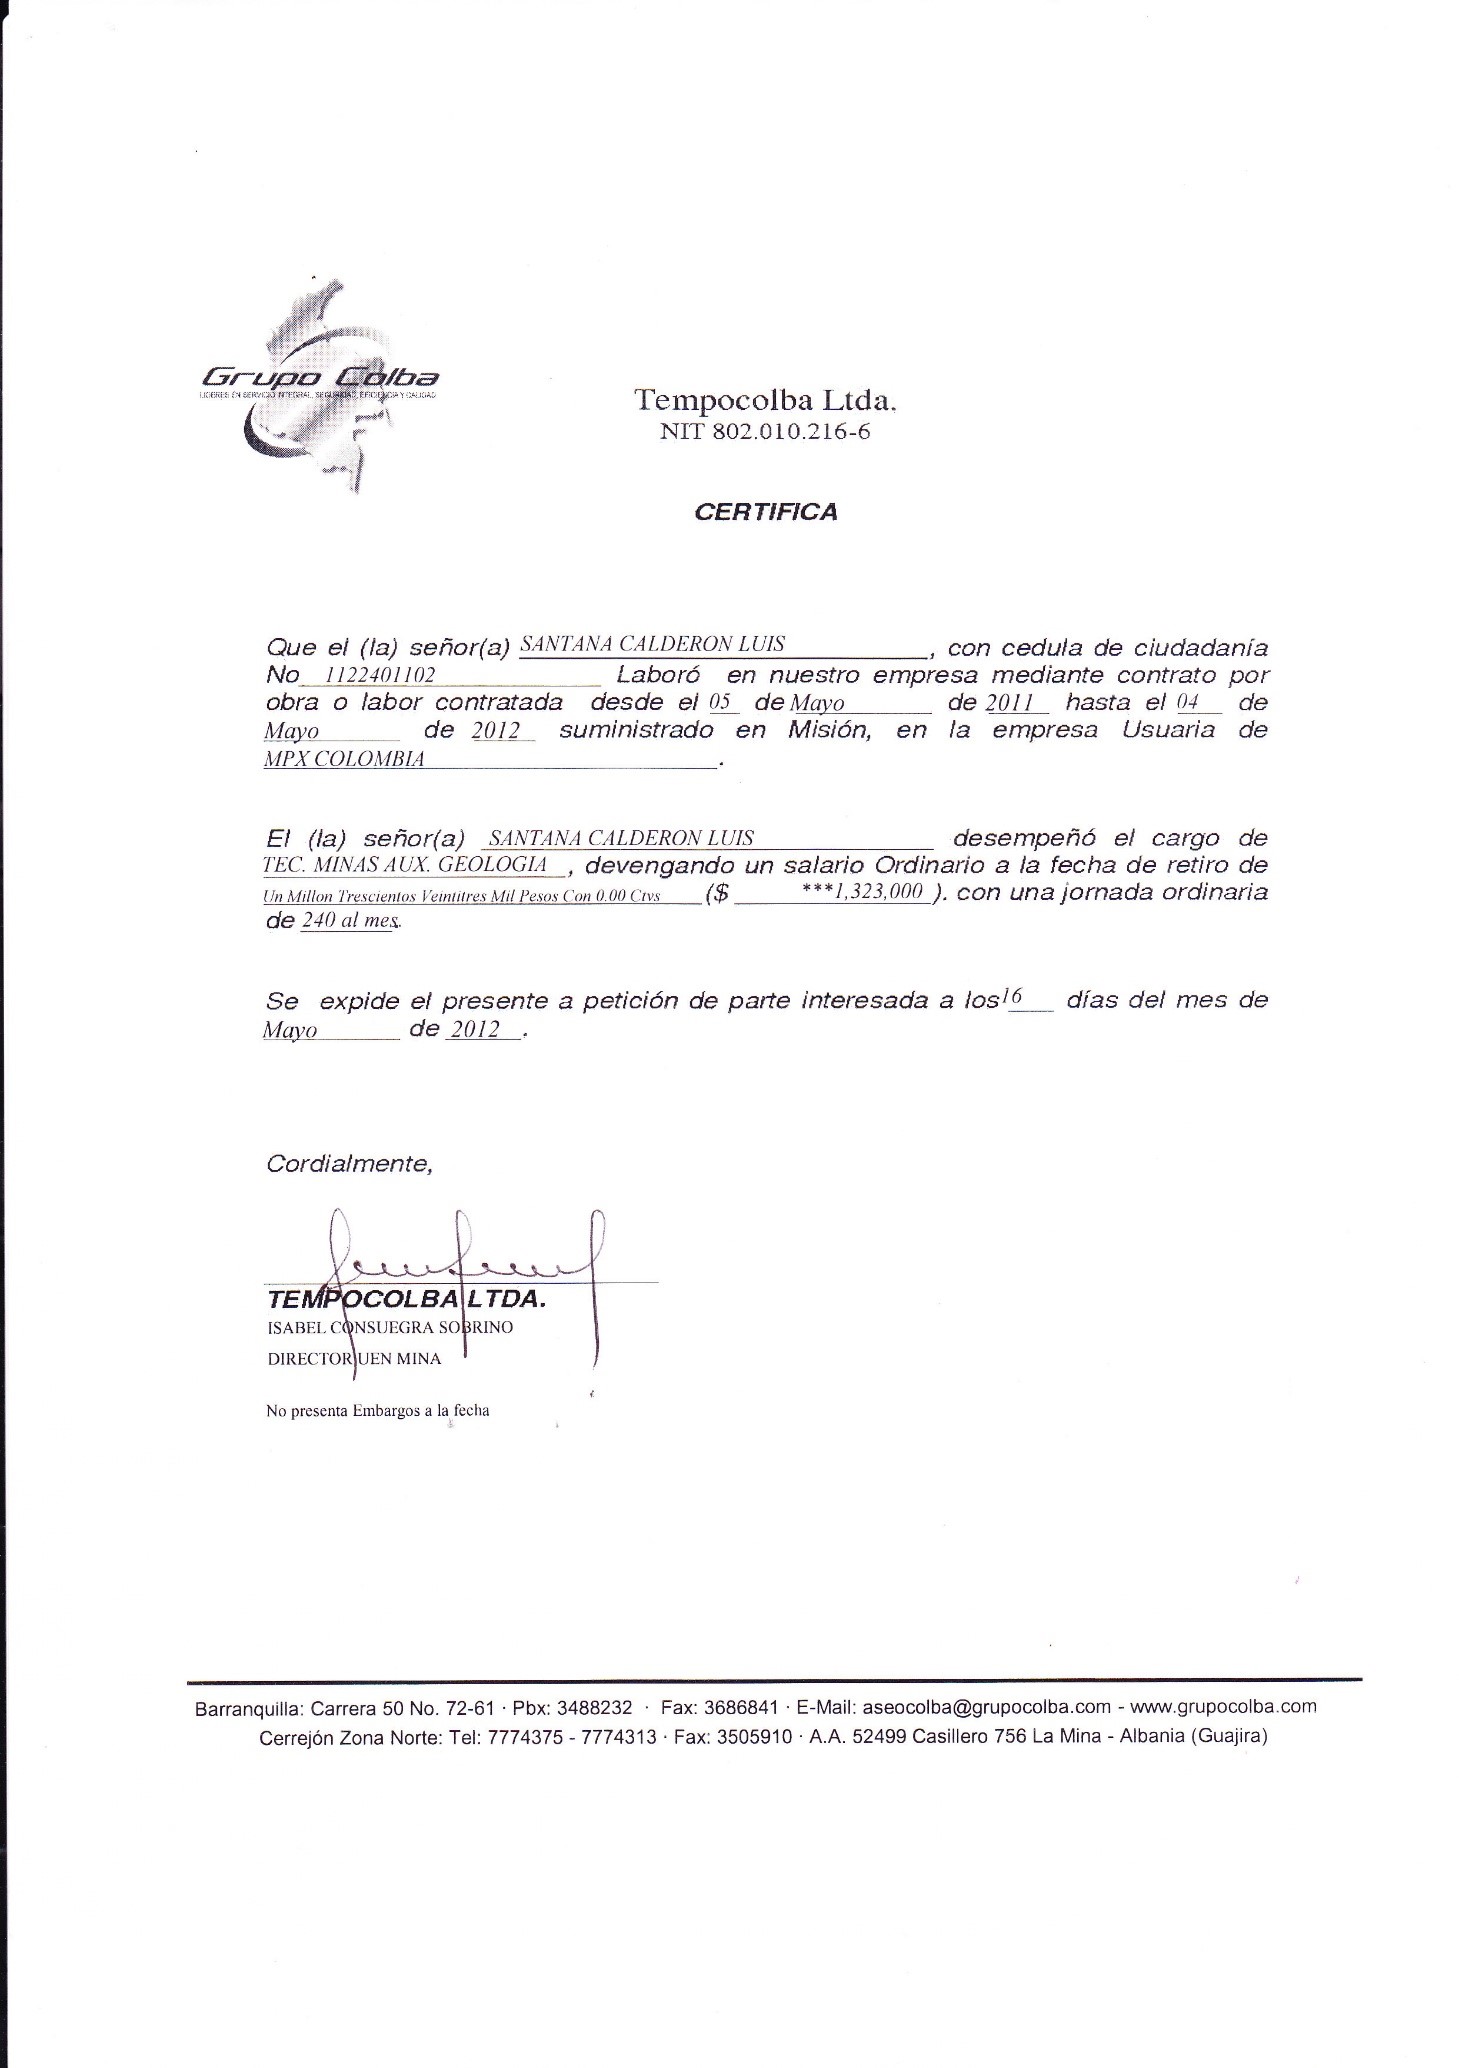 Grupo Colba
LIDERES EN SERVICIO INTEGRAL, SEGURIDAD, EFICIENCIA Y CALIDAD
Tempocolba Ltda.
NIT 802.010.216-6
CERTIFICA
Que el (la) señor(a) SANTANA CALDERON LUIS, con cedula de ciudadanía
No 1122401102 Laboró en nuestro empresa mediante contrato por
obra o labor contratada desde el 05 de Mayo de 2011 hasta el 04 de
Mayo de 2012 suministrado en Misión, en la empresa Usuaria de
MPX COLOMBIA.
El (la) señor(a) SANTANA CALDERON LUIS desempeñó el cargo de
TEC. MINAS AUX. GEOLOGIA, devengando un salario Ordinario a la fecha de retiro de
Un Millon Trescientos Veintitres Mil Pesos Con 0.00 Ctvs ($ ***1,323,000 ). con una jornada ordinaria
de 240 al mes.
Se expide el presente a petición de parte interesada a los 16 días del mes de
Mayo de 2012.
Cordialmente,
TEMPOCOLBA LTDA.
ISABEL CONSUEGRA SOBRINO
DIRECTOR UEN MINA
No presenta Embargos a la fecha
Barranquilla: Carrera 50 No. 72-61 · Pbx: 3488232 · Fax: 3686841 · E-Mail: aseocolba@grupocolba.com - www.grupocolba.com
Cerrejón Zona Norte: Tel: 7774375 - 7774313 · Fax: 3505910 · A.A. 52499 Casillero 756 La Mina - Albania (Guajira)